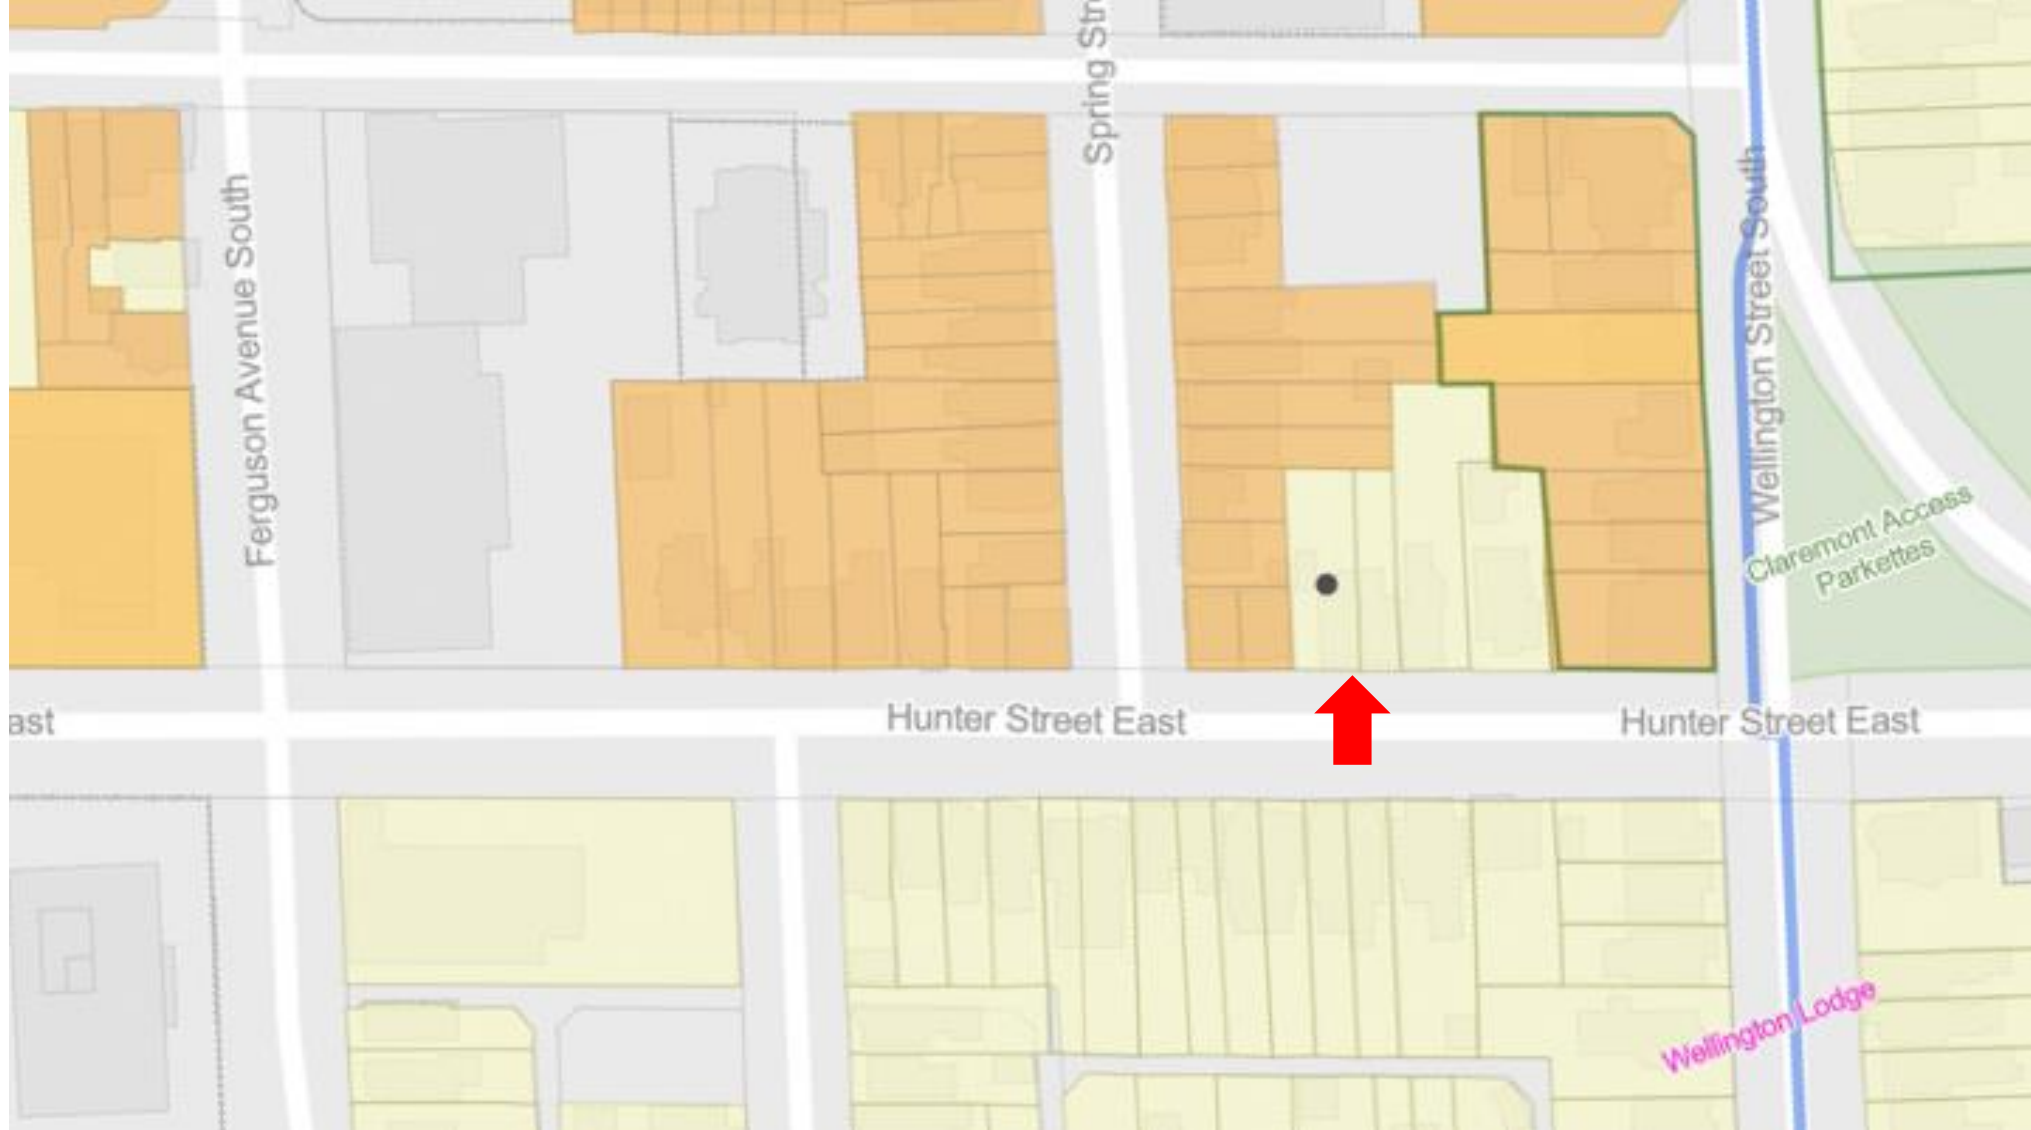 Spring Str
Ferguson Avenue South
Wellington Street South
Claremont Access
Parkettes
ast
Hunter Street East
Hunter Street East
Wellington Lodge